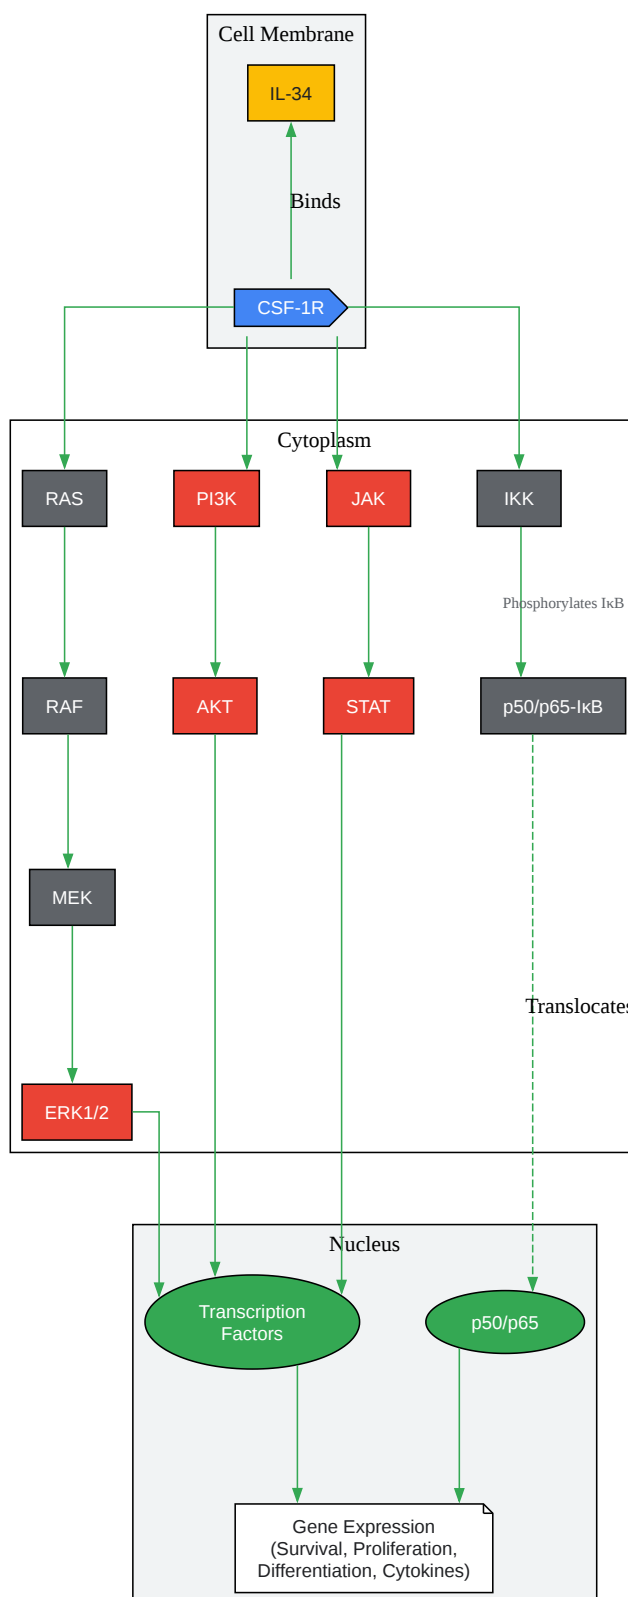 Cell Membrane
IL-34
Binds
CSF-1R
Cytoplasm
RAS
PI3K
JAK
IKK
Phosphorylates IκB
RAF
AKT
STAT
p50/p65-IκB
MEK
Translocates
ERK1/2
Nucleus
Transcription
Factors
p50/p65
Gene Expression
(Survival, Proliferation,
Differentiation, Cytokines)